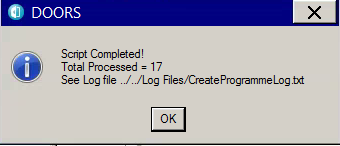 DOORS
Script Completed!
Total Processed = 17
See Log file ../../Log Files/CreateProgrammeLog.txt
OK